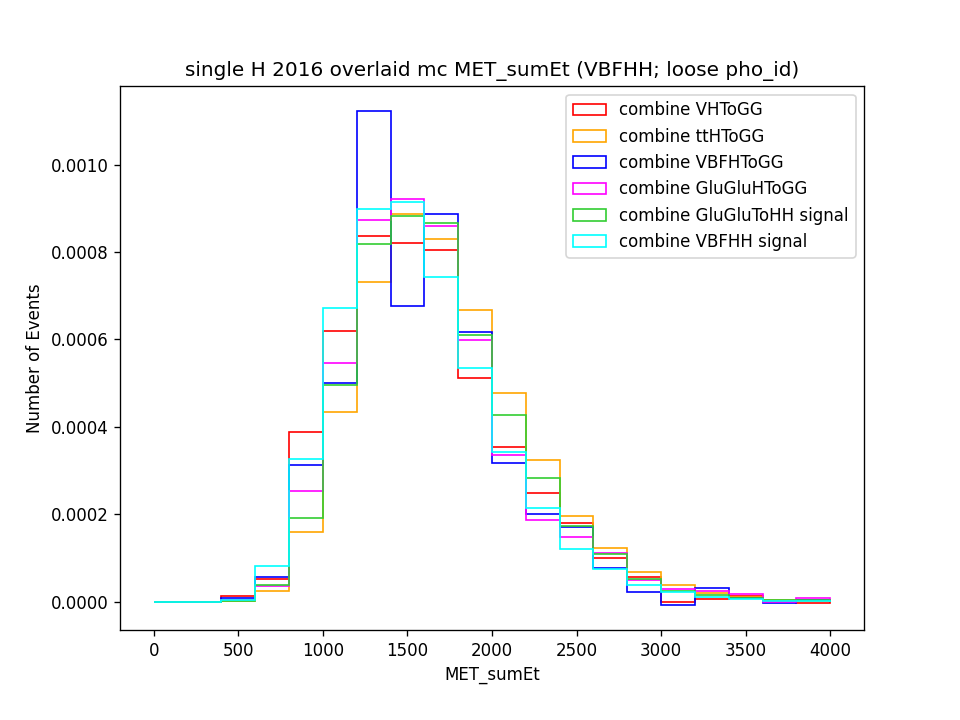 single H 2016 overlaid mc MET_sumEt (VBFHH; loose pho_id)
combine VHToGG
combine ttHToGG
combine VBFHToGG
combine GluGluHToGG
combine GluGluToHH signal
combine VBFHH signal
Number of Events
0.0010
0.0008
0.0006
0.0004
0.0002
0.0000
0 500 1000 1500 2000 2500 3000 3500 4000
MET_sumEt